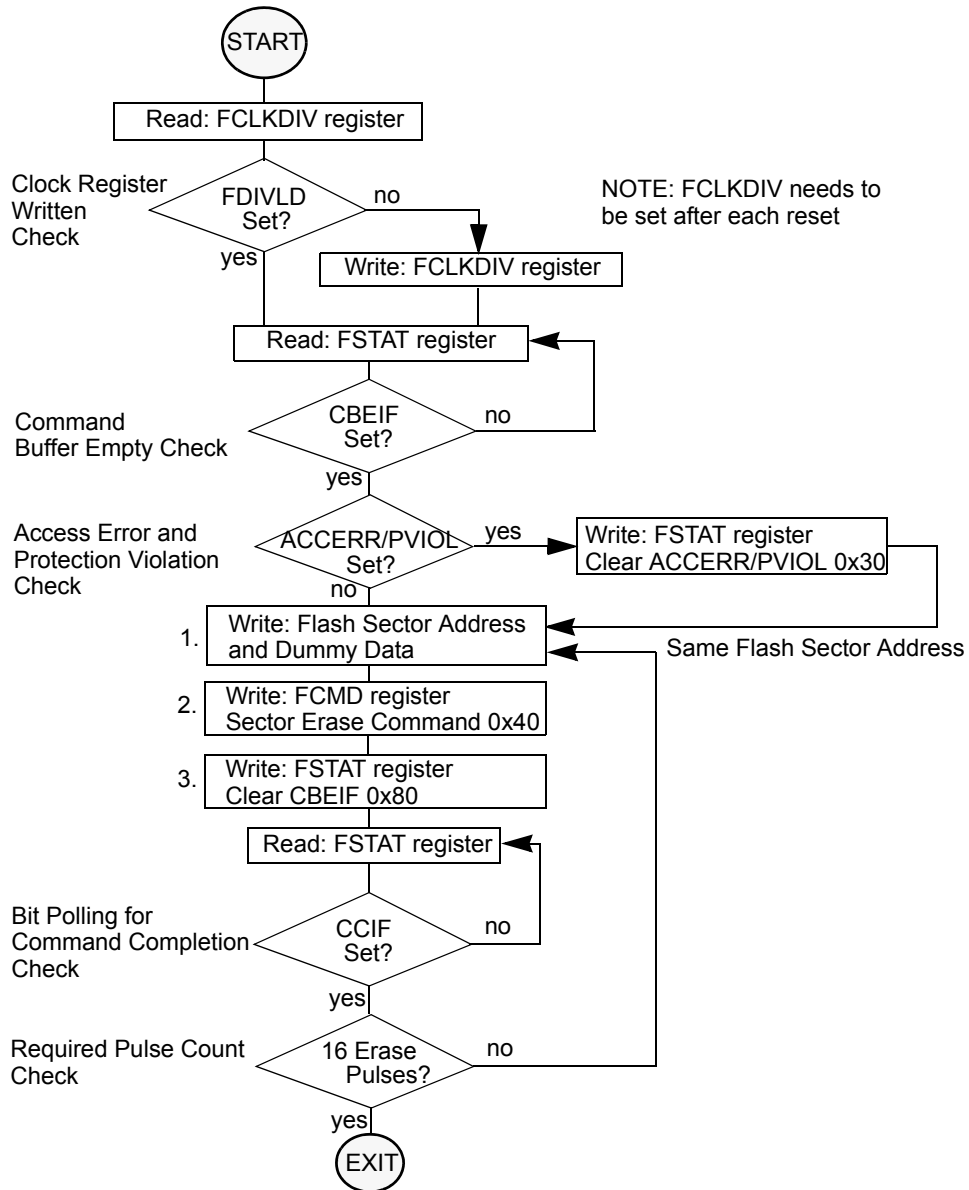 START
Read: FCLKDIV register
Clock Register
Written
Check
FDIVLD
Set?
no
yes
NOTE: FCLKDIV needs to
be set after each reset
Write: FCLKDIV register
Read: FSTAT register
Command
Buffer Empty Check
CBEIF
Set?
no
yes
Access Error and
Protection Violation
Check
ACCERR/PVIOL
Set?
yes
no
Write: FSTAT register
Clear ACCERR/PVIOL 0x30
1.
Write: Flash Sector Address
and Dummy Data
Same Flash Sector Address
2.
Write: FCMD register
Sector Erase Command 0x40
3.
Write: FSTAT register
Clear CBEIF 0x80
Read: FSTAT register
Bit Polling for
Command Completion
Check
CCIF
Set?
no
yes
Required Pulse Count
Check
16 Erase
Pulses?
no
yes
EXIT